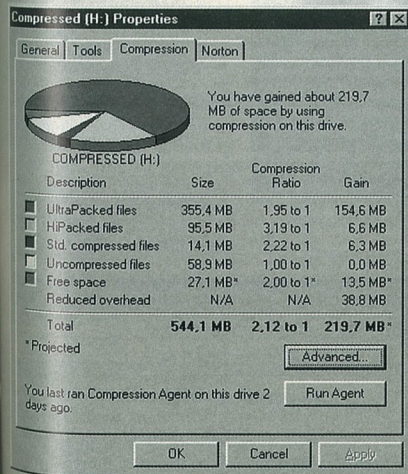 Compressed (H:) Properties
General Tools Compression Norton
You have gained about 219,7
MB of space by using
compression on this drive.
COMPRESSED (H:)
Description Size Compression Ratio Gain
UltraPacked files 355,4 MB 1,95 to 1 154,6 MB
HiPacked files 95,5 MB 3,19 to 1 6,6 MB
Std. compressed files 14,1 MB 2,22 to 1 6,3 MB
Uncompressed files 58,9 MB 1,00 to 1 0,0 MB
Free space 27,1 MB* 2,00 to 1* 13,5 MB*
Reduced overhead N/A N/A 38,8 MB
Total 544,1 MB 2,12 to 1 219,7 MB*
*Projected
Advanced...
You last ran Compression Agent on this drive 2
days ago.
Run Agent
OK Cancel Apply